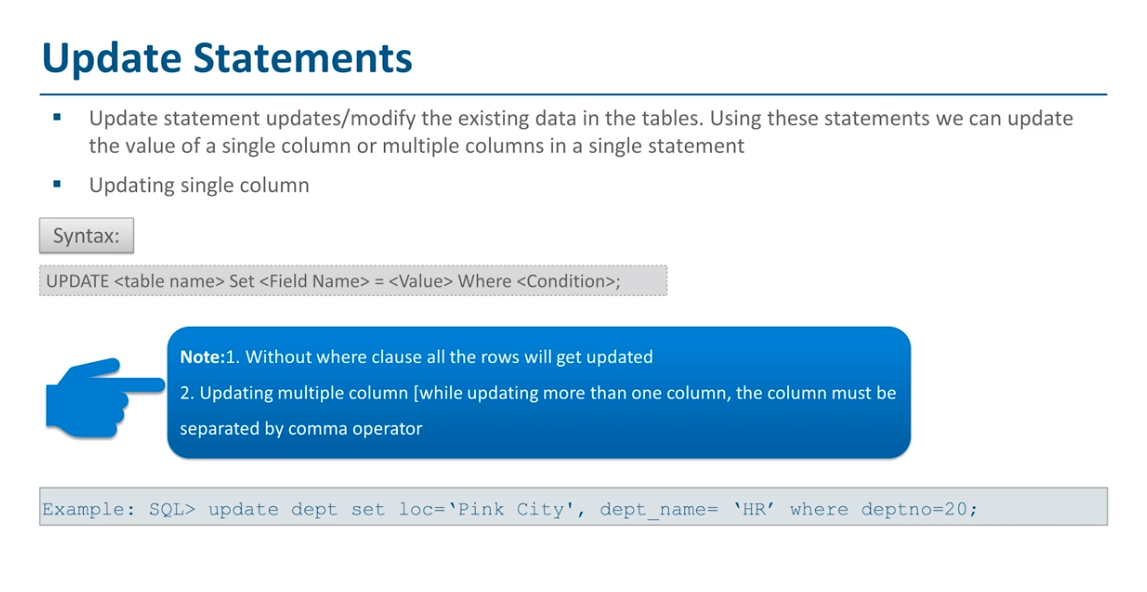 Update Statements
Update statement updates/modify the existing data in the tables. Using these statements we can update
the value of a single column or multiple columns in a single statement
Updating single column
Syntax:
UPDATE <table name> Set <Field Name> = <Value> Where <Condition>;
Note:1. Without where clause all the rows will get updated
2. Updating multiple column [while updating more than one column, the column must be
separated by comma operator
Example: SQL> update dept set loc=‘Pink City', dept_name= ‘HR’ where deptno=20;